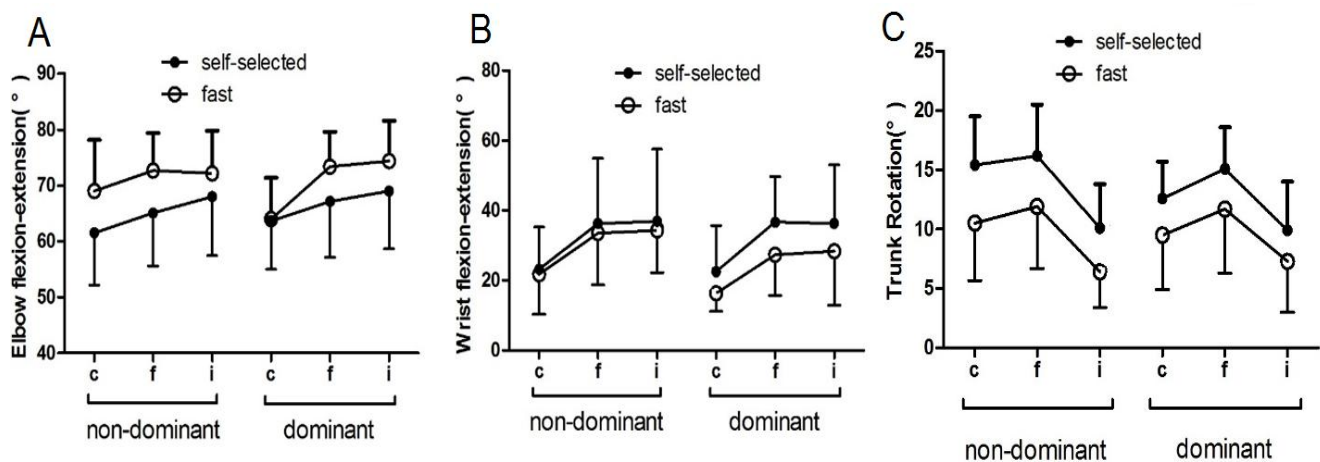 A
self-selected
fast
Elbow flexion-extension( ° )
90
80
70
60
50
40
c f i c f i
non-dominant dominant
B
self-selected
fast
Wrist flexion-extension( ° )
80
60
40
20
0
c f i c f i
non-dominant dominant
C
self-selected
fast
Trunk Rotation(° )
25
20
15
10
5
0
c f i c f i
non-dominant dominant